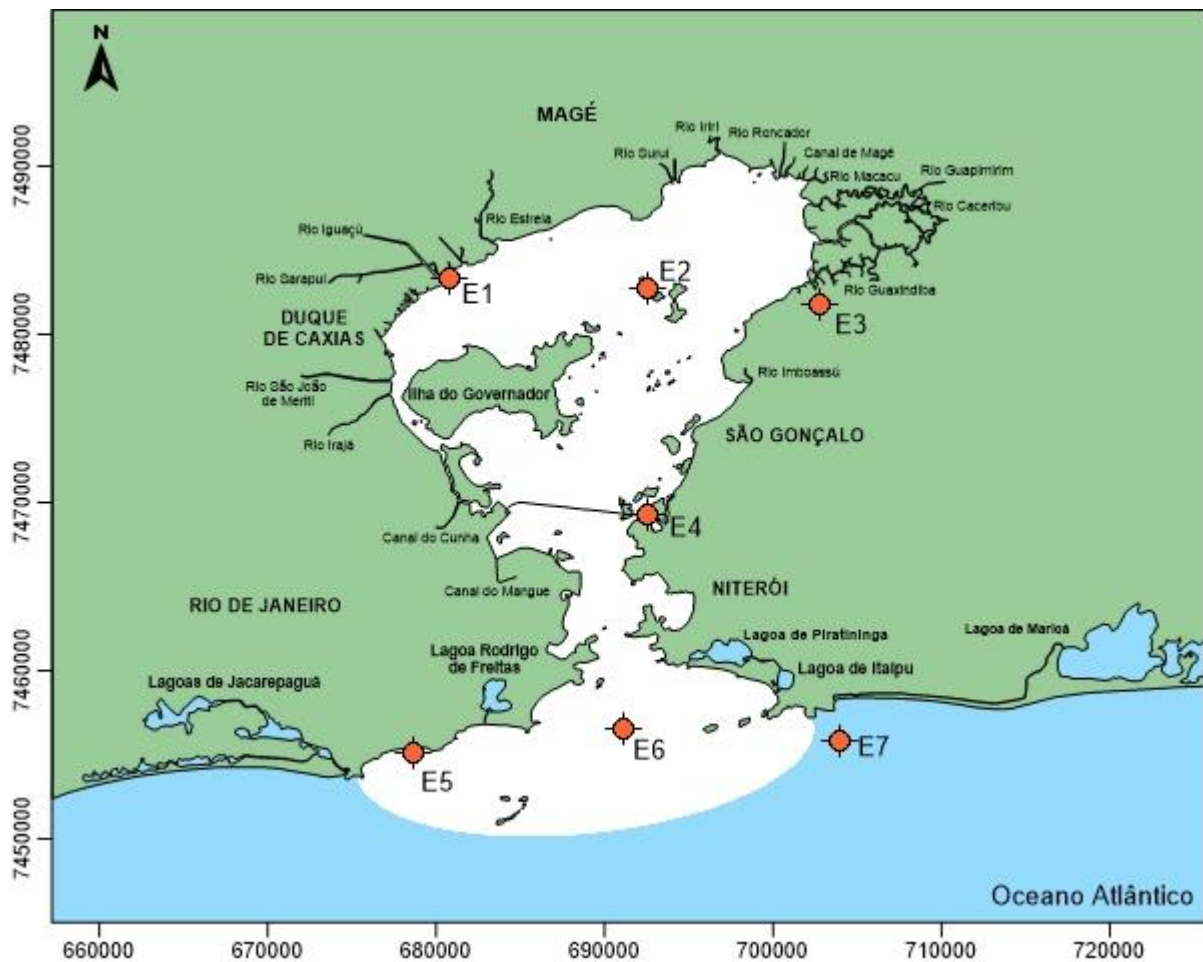 N
MAGÉ
Rio Iriri
Rio Roncador
Rio Suruí
Canal de Magé
Rio Macacu
Rio Guapimirim
Rio Caceribu
Rio Estrela
Rio Iguaçú
Rio Sarapuí
E1
E2
E3
Rio Guaxindiba
DUQUE
DE CAXIAS
Rio São João
de Meriti
Ilha do Governador
Rio Imboassú
Rio Irajá
SÃO GONÇALO
E4
Canal do Cunha
Canal do Mangue
NITERÓI
RIO DE JANEIRO
Lagoa Rodrigo
de Freitas
Lagoa de Piratininga
Lagoa de Itaipu
Lagoa de Maricá
Lagoas de Jacarepaguá
E5
E6
E7
Oceano Atlântico
7490000
7480000
7470000
7460000
7450000
660000
670000
680000
690000
700000
710000
720000